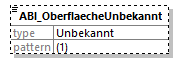 ABI_OberflaecheUnbekannt
type Unbekannt
pattern (1)